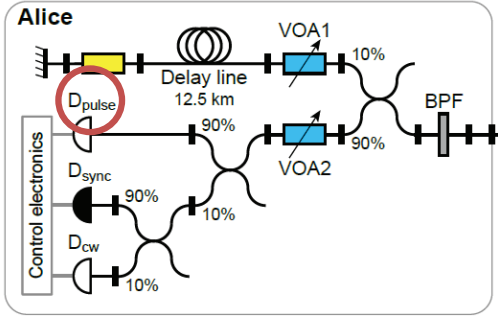 Alice
VOA1
10%
Delay line
12.5 km
BPF
Dpulse
90%
90%
VOA2
Dsync
90%
10%
Control electronics
Dcw
10%